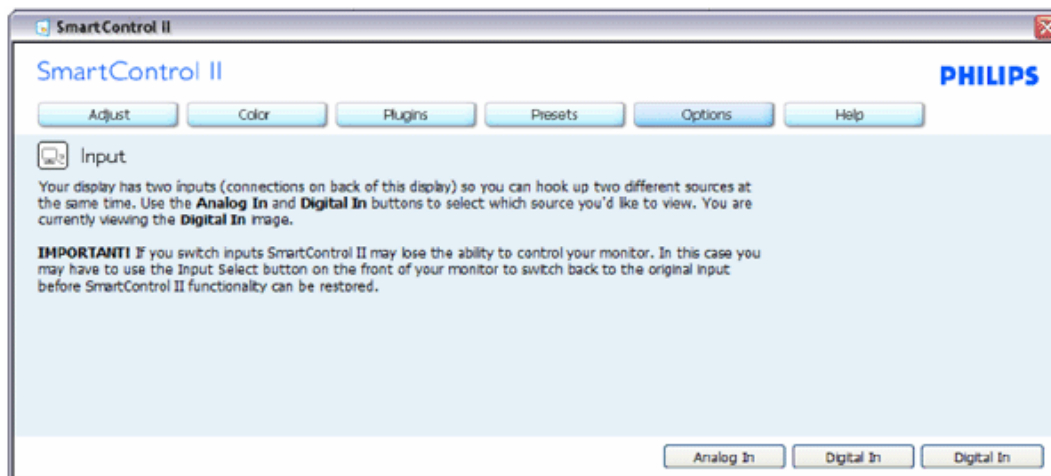 SmartControl II
SmartControl II
PHILIPS
Adjust Color Plugins Presets Options Help
Input
Your display has two inputs (connections on back of this display) so you can hook up two different sources at
the same time. Use the Analog In and Digital In buttons to select which source you'd like to view. You are
currently viewing the Digital In image.
IMPORTANT! If you switch inputs SmartControl II may lose the ability to control your monitor. In this case you
may have to use the Input Select button on the front of your monitor to switch back to the original input
before SmartControl II functionality can be restored.
Analog In Digital In Digital In